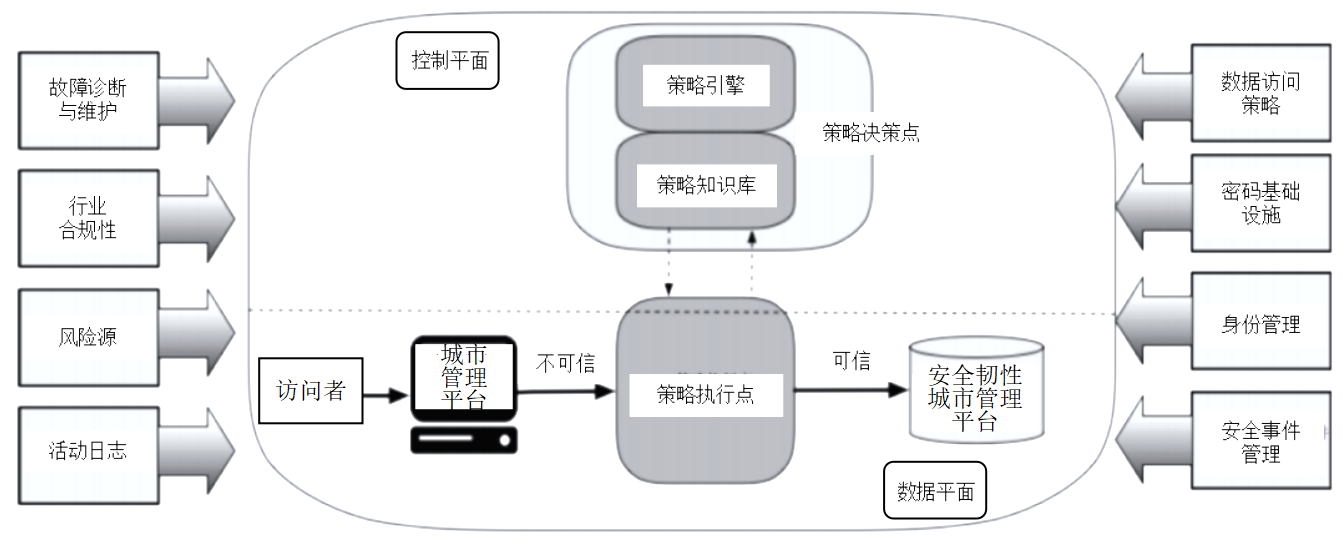 故障诊断
与维护
行业
合规性
风险源
活动日志
控制平面
策略引擎
策略知识库
策略决策点
访问者
城市
管理
平台
不可信
策略执行点
可信
安全韧性
城市管理
平台
数据平面
数据访问
策略
密码基础
设施
身份管理
安全事件
管理